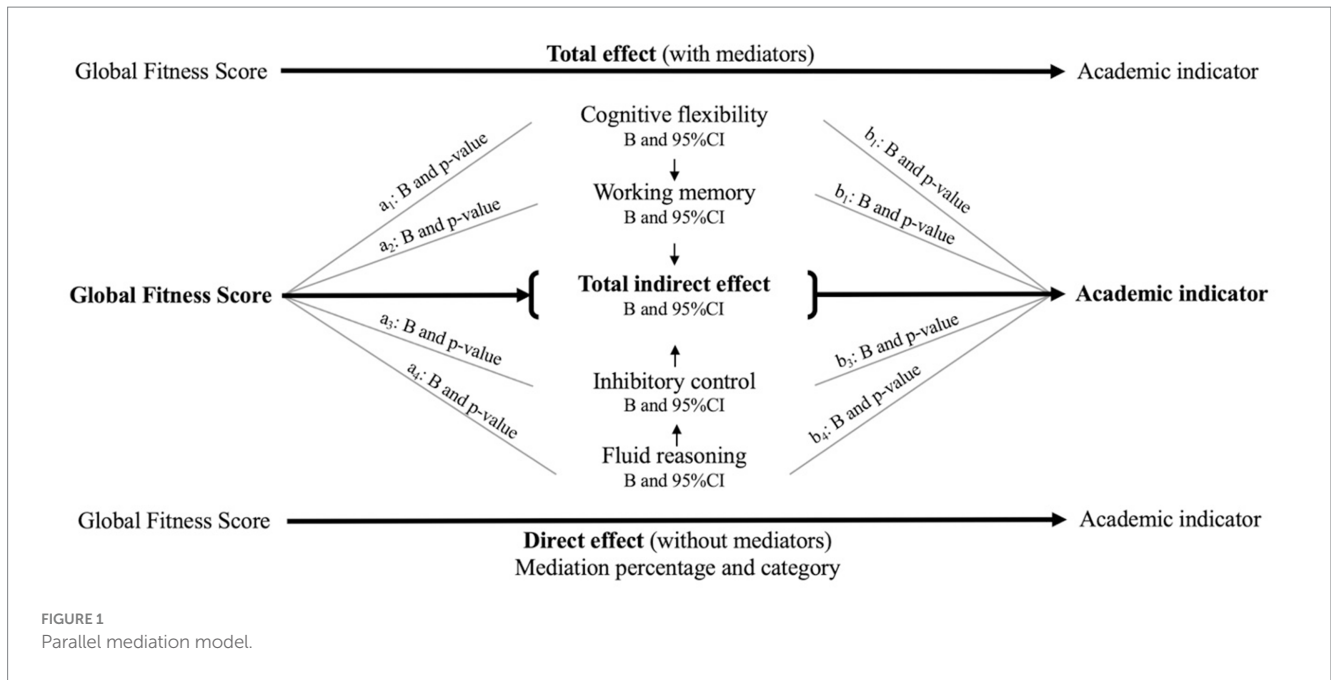 Total effect (with mediators)
Global Fitness Score
Academic indicator
Cognitive flexibility
B and 95%CI
a1: B and p-value
b1: B and p-value
Working memory
B and 95%CI
a2: B and p-value
b1: B and p-value
Global Fitness Score
Total indirect effect
B and 95%CI
Academic indicator
a3: B and p-value
b3: B and p-value
Inhibitory control
B and 95%CI
a4: B and p-value
b4: B and p-value
Fluid reasoning
B and 95%CI
Global Fitness Score
Academic indicator
Direct effect (without mediators)
Mediation percentage and category
FIGURE 1
Parallel mediation model.